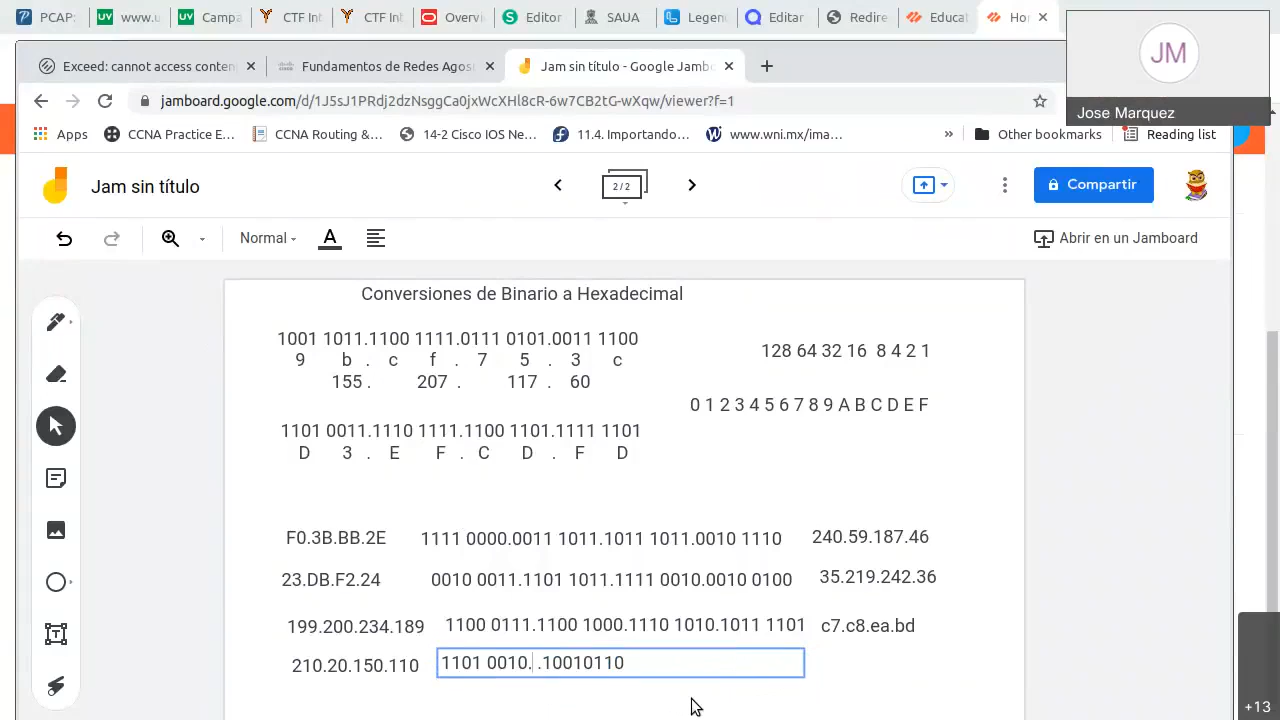 PCAP: www.u Campa CTF Int CTF Int Overvi Editor SAUA Legen Editar Redire Educat Hor
JM
Exceed: cannot access conten Fundamentos de Redes Agos Jam sin título - Google Jambo
jamboard.google.com/d/1J5sJ1PRdj2dzNsggCa0jxWcXHl8cR-6w7CB2tG-wXqw/viewer?f=1
Jose Marquez
Apps CCNA Practice E... CCNA Routing &... 14-2 Cisco IOS Ne... 11.4. Importando... www.wni.mx/ima... » Other bookmarks Reading list
Jam sin título 2 / 2 Compartir
Normal A Abrir en un Jamboard
Conversiones de Binario a Hexadecimal
1001 1011.1100 1111.0111 0101.0011 1100
128 64 32 16 8 4 2 1
9 b . c f . 7 5 . 3 c
155 . 207 . 117 . 60
0 1 2 3 4 5 6 7 8 9 A B C D E F
1101 0011.1110 1111.1100 1101.1111 1101
D 3 . E F . C D . F D
F0.3B.BB.2E 1111 0000.0011 1011.1011 1011.0010 1110 240.59.187.46
23.DB.F2.24 0010 0011.1101 1011.1111 0010.0010 0100 35.219.242.36
199.200.234.189 1100 0111.1100 1000.1110 1010.1011 1101 c7.c8.ea.bd
210.20.150.110 1101 0010. .10010110
+13